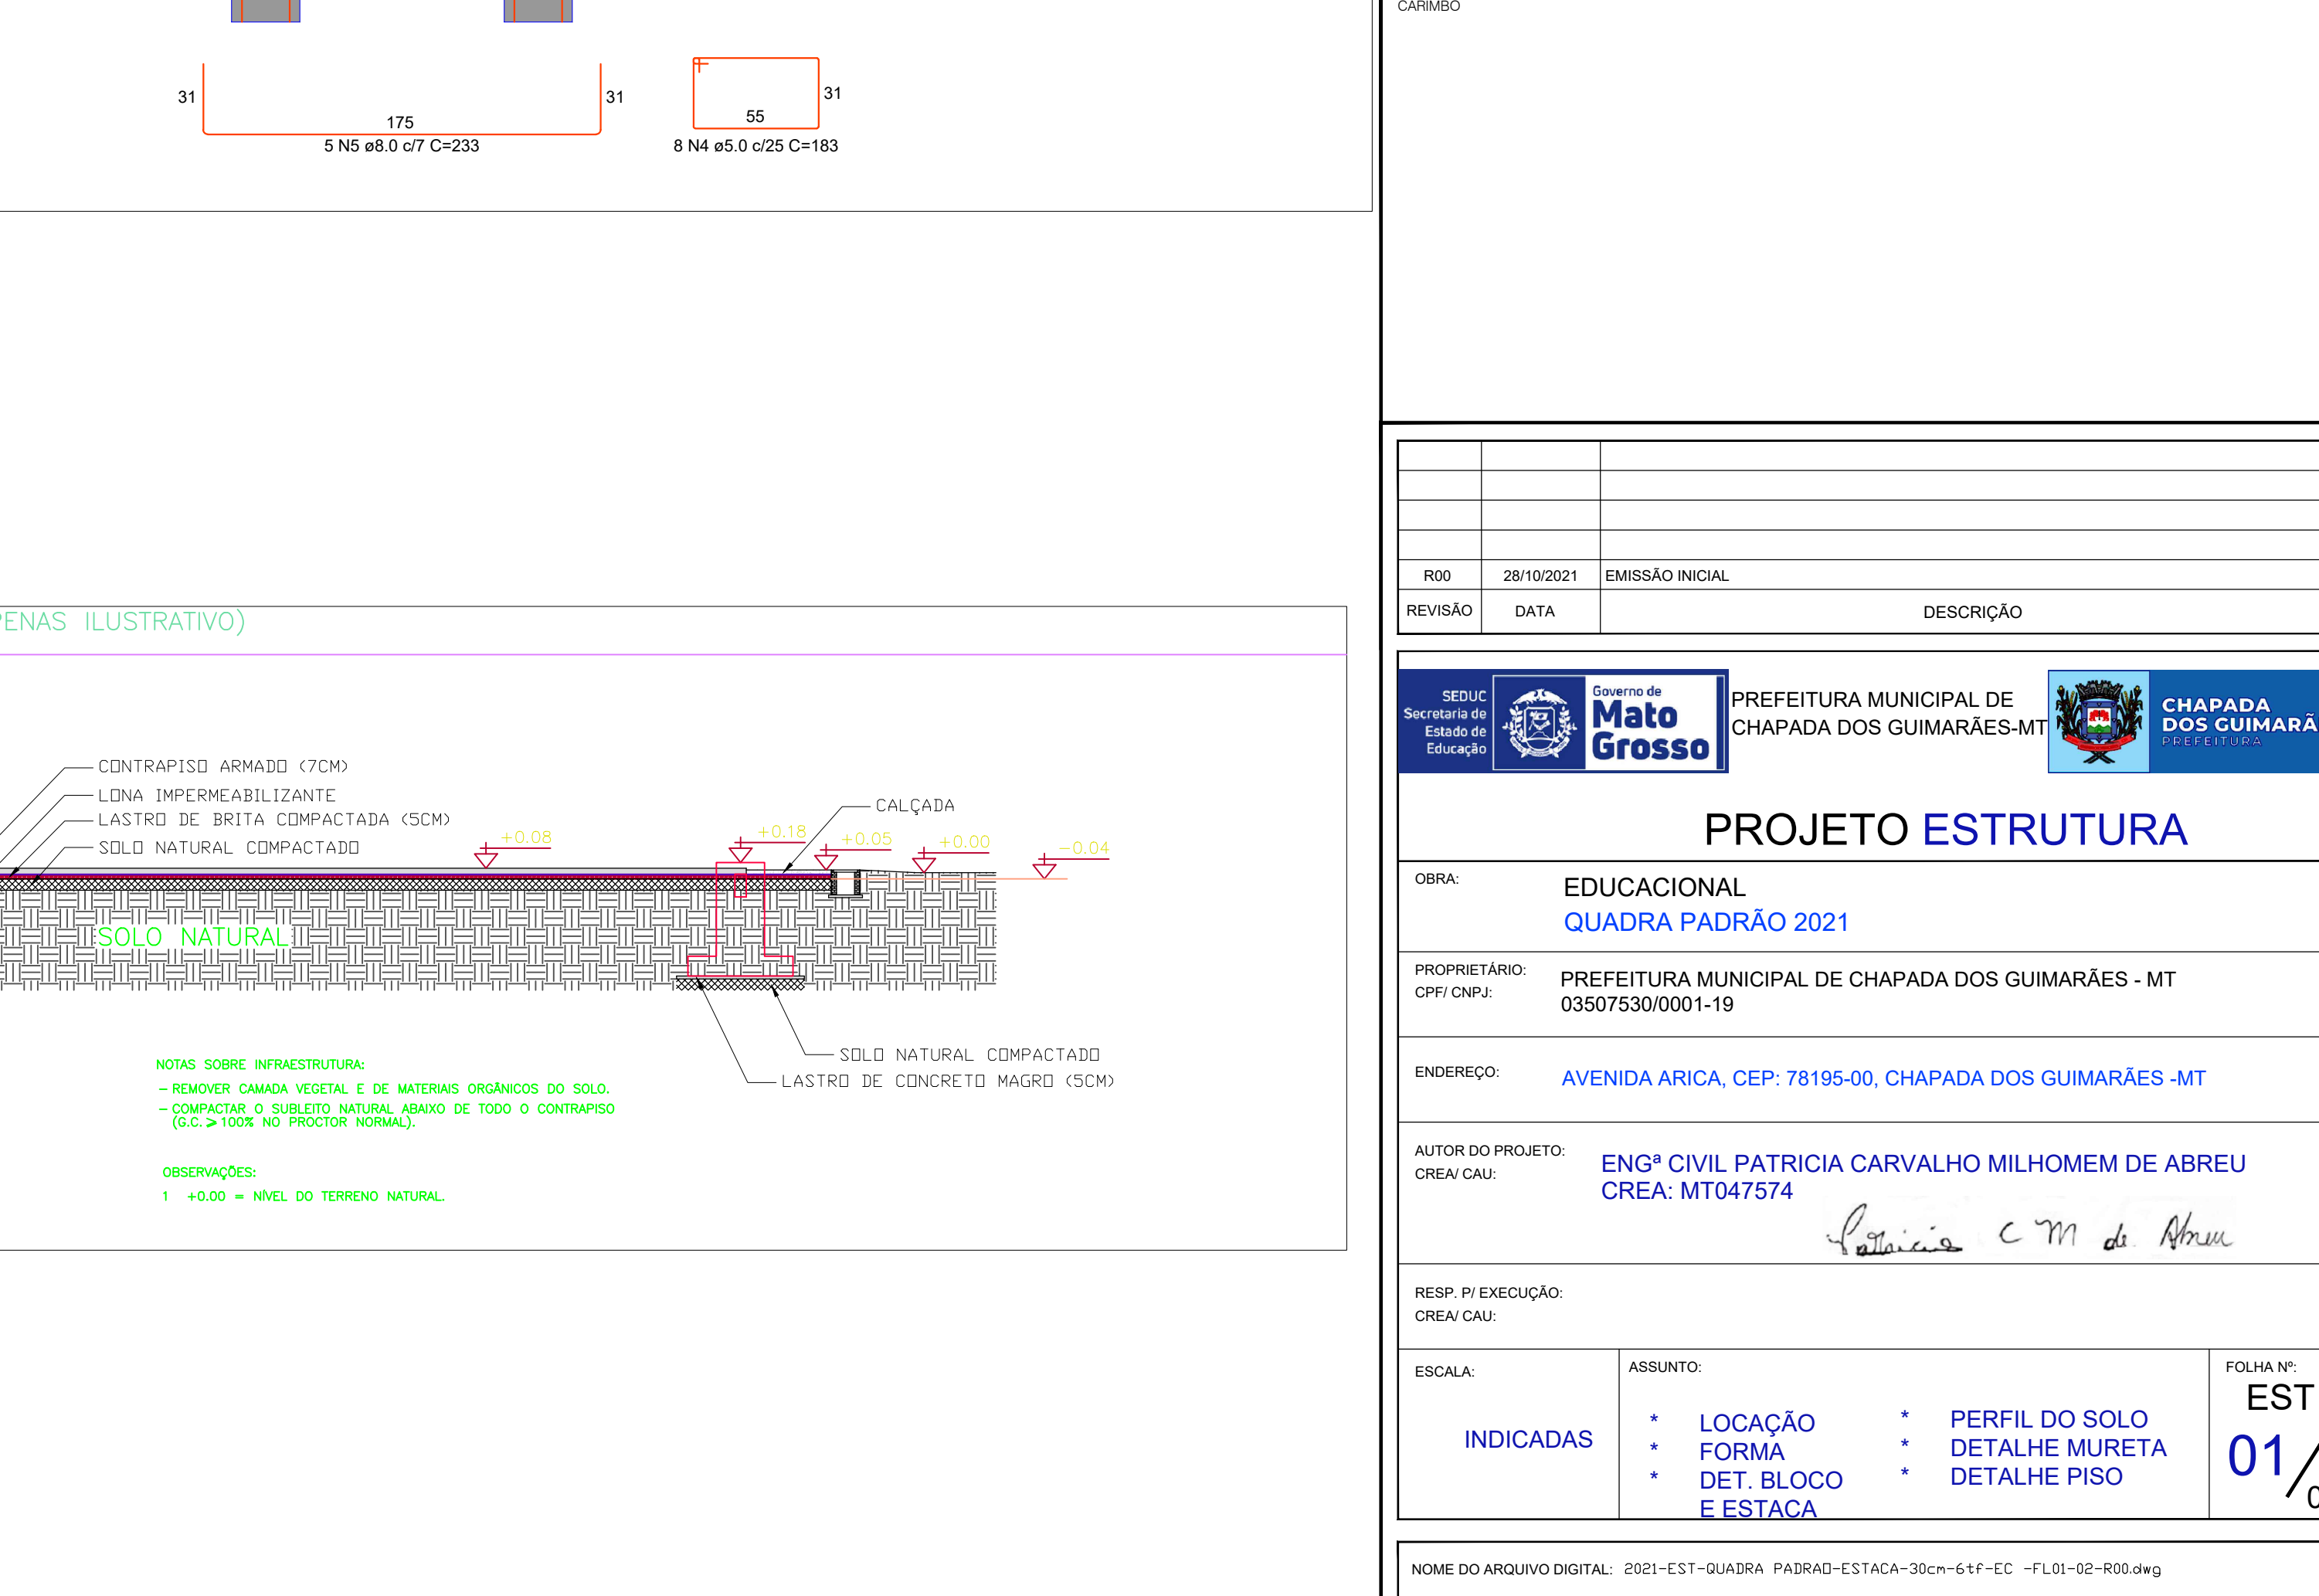 CARIMBO
31
31
175
5 N5 ø8.0 c/7 C=233
31
55
8 N4 ø5.0 c/25 C=183
R00 28/10/2021 EMISSÃO INICIAL
REVISÃO DATA DESCRIÇÃO
ILUSTRATIVO)
CONTRAPISO ARMADO (7CM)
LONA IMPERMEABILIZANTE
LASTRO DE BRITA COMPACTADA (5CM)
SOLO NATURAL COMPACTADO
CALÇADA
+0.08
+0.18
+0.05
+0.00
-0.04
SOLO NATURAL
SOLO NATURAL COMPACTADO
LASTRO DE CONCRETO MAGRO (5CM)
NOTAS SOBRE INFRAESTRUTURA:
- REMOVER CAMADA VEGETAL E DE MATERIAIS ORGÂNICOS DO SOLO.
- COMPACTAR O SUBLEITO NATURAL ABAIXO DE TODO O CONTRAPISO
(G.C. ⩾ 100% NO PROCTOR NORMAL).
OBSERVAÇÕES:
1 +0.00 = NÍVEL DO TERRENO NATURAL.
SEDUC
Secretaria de
Estado de
Educação
Governo de
Mato
Grosso
PREFEITURA MUNICIPAL DE
CHAPADA DOS GUIMARÃES-MT
CHAPADA
DOS GUIMARÃ
PREFEITURA
PROJETO ESTRUTURA
OBRA: EDUCACIONAL
QUADRA PADRÃO 2021
PROPRIETÁRIO: PREFEITURA MUNICIPAL DE CHAPADA DOS GUIMARÃES - MT
CPF/ CNPJ: 03507530/0001-19
ENDEREÇO: AVENIDA ARICA, CEP: 78195-00, CHAPADA DOS GUIMARÃES -MT
AUTOR DO PROJETO: ENGª CIVIL PATRICIA CARVALHO MILHOMEM DE ABREU
CREA/ CAU: CREA: MT047574
Patricia C M de Abreu
RESP. P/ EXECUÇÃO:
CREA/ CAU:
ESCALA:
INDICADAS
ASSUNTO:
* LOCAÇÃO
* FORMA
* DET. BLOCO
E ESTACA
* PERFIL DO SOLO
* DETALHE MURETA
* DETALHE PISO
FOLHA Nº:
EST
01/
NOME DO ARQUIVO DIGITAL: 2021-EST-QUADRA PADRAO-ESTACA-30cm-6tf-EC -FL01-02-R00.dwg